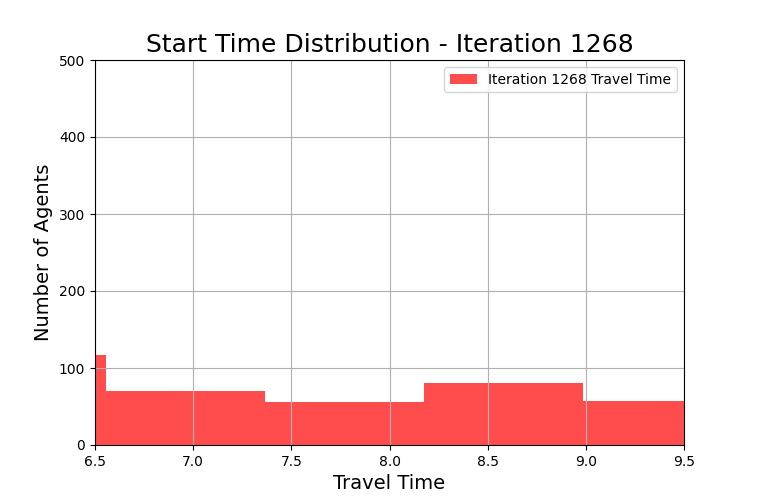 Start Time Distribution - Iteration 1268
Iteration 1268 Travel Time
Number of Agents
500
400
300
200
100
0
6.5 7.0 7.5 8.0 8.5 9.0 9.5
Travel Time